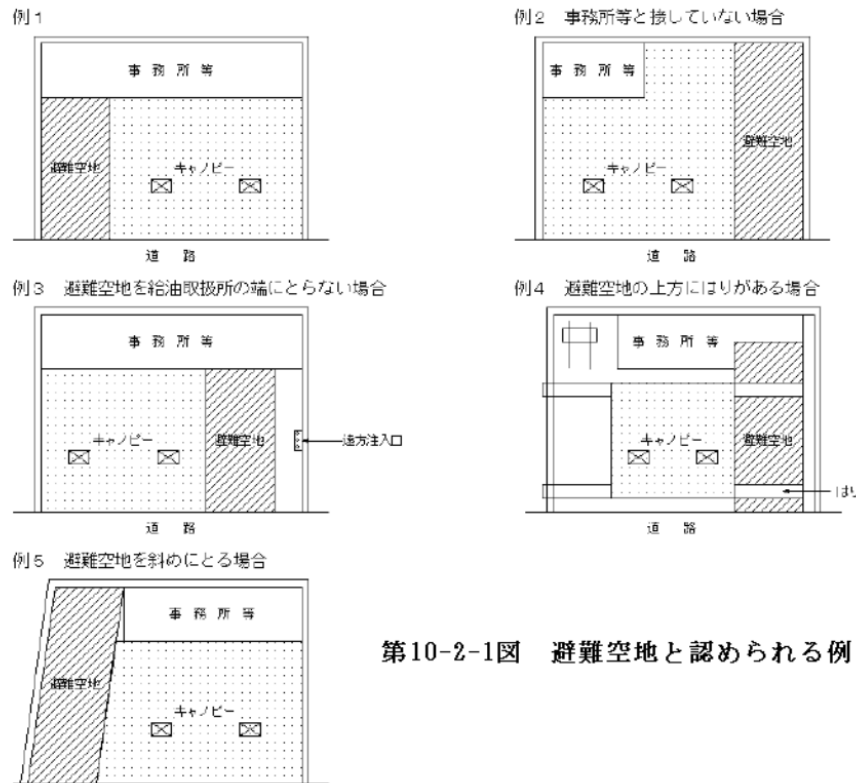 例1
事務所等
避難空地
キャノピー
道路
例2 事務所等と接していない場合
事務所等
キャノピー
避難空地
道路
例3 避難空地を給油取扱所の端にとらない場合
事務所等
キャノピー
避難空地
遠方注入口
道路
例4 避難空地の上方にはりがある場合
事務所等
キャノピー
避難空地
はり
道路
例5 避難空地を斜めにとる場合
事務所等
避難空地
キャノピー
第10-2-1図 避難空地と認められる例